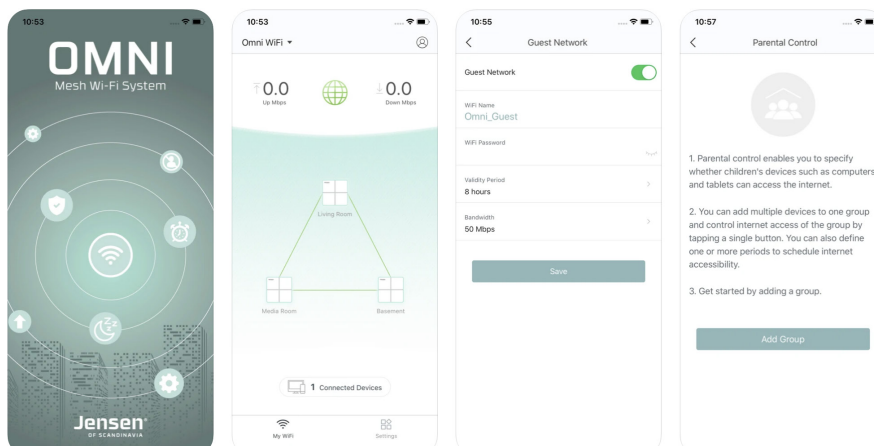 10:53
OMNI
Mesh Wi-Fi System
Z Z Z
Jensen
OF SCANDINAVIA
10:53
Omni WiFi
0.0
Up Mbps
0.0
Down Mbps
Living Room
Media Room
Basement
1 Connected Devices
My WiFi
Settings
10:55
Guest Network
Guest Network
WiFi Name
Omni_Guest
WiFi Password
Validity Period
8 hours
Bandwidth
50 Mbps
Save
10:57
Parental Control
1. Parental control enables you to specify
whether children's devices such as computers
and tablets can access the internet.
2. You can add multiple devices to one group
and control internet access of the group by
tapping a single button. You can also define
one or more periods to schedule internet
accessibility.
3. Get started by adding a group.
Add Group